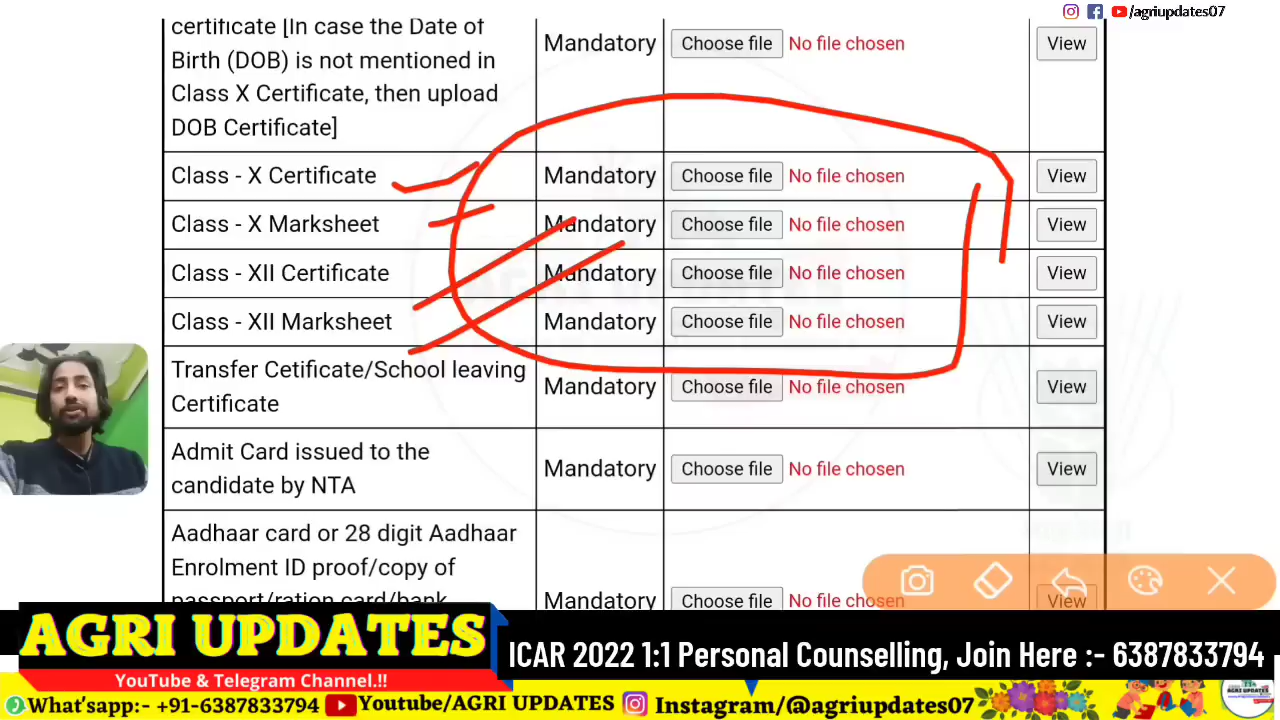 /agriupdates07
certificate [In case the Date of
Birth (DOB) is not mentioned in
Class X Certificate, then upload
DOB Certificate]
Mandatory
Choose file
No file chosen
View
Class - X Certificate
Mandatory
Choose file
No file chosen
View
Class - X Marksheet
Mandatory
Choose file
No file chosen
View
Class - XII Certificate
Mandatory
Choose file
No file chosen
View
Class - XII Marksheet
Mandatory
Choose file
No file chosen
View
Transfer Cetificate/School leaving
Certificate
Mandatory
Choose file
No file chosen
View
Admit Card issued to the
candidate by NTA
Mandatory
Choose file
No file chosen
View
Aadhaar card or 28 digit Aadhaar
Enrolment ID proof/copy of
passport/ration card/bank
Mandatory
Choose file
No file chosen
View
AGRI UPDATES
YouTube & Telegram Channel.!!
ICAR 2022 1:1 Personal Counselling, Join Here :- 6387833794
What'sapp:- +91-6387833794
Youtube/AGRI UPDATES
Instagram/@agriupdates07
AGRI UPDATES